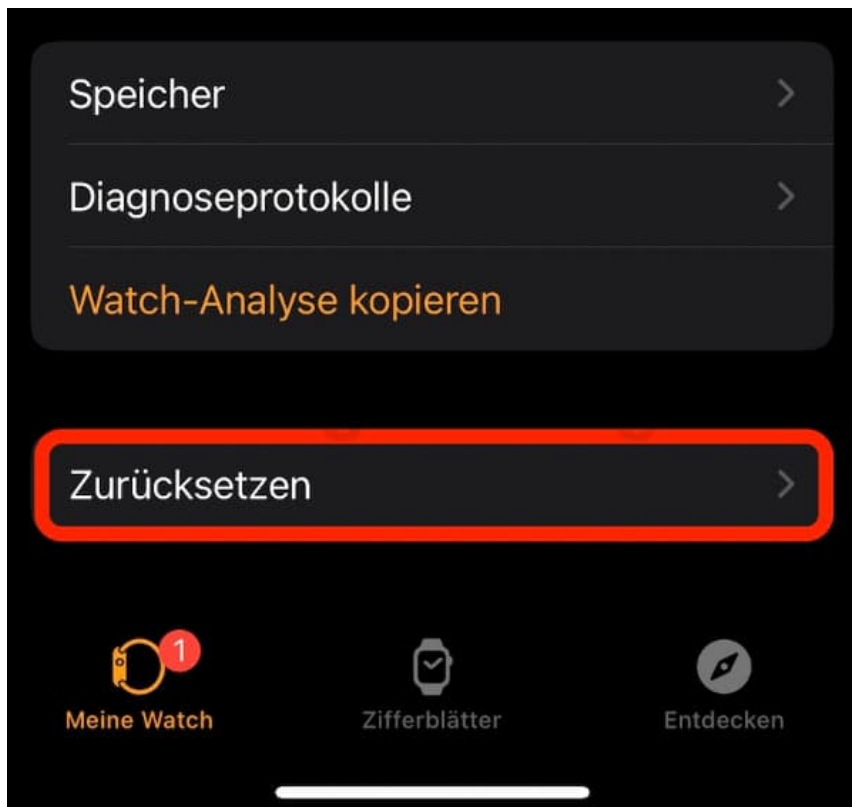 Speicher
Diagnoseprotokolle
Watch-Analyse kopieren
Zurücksetzen
1
Meine Watch
Zifferblätter
Entdecken